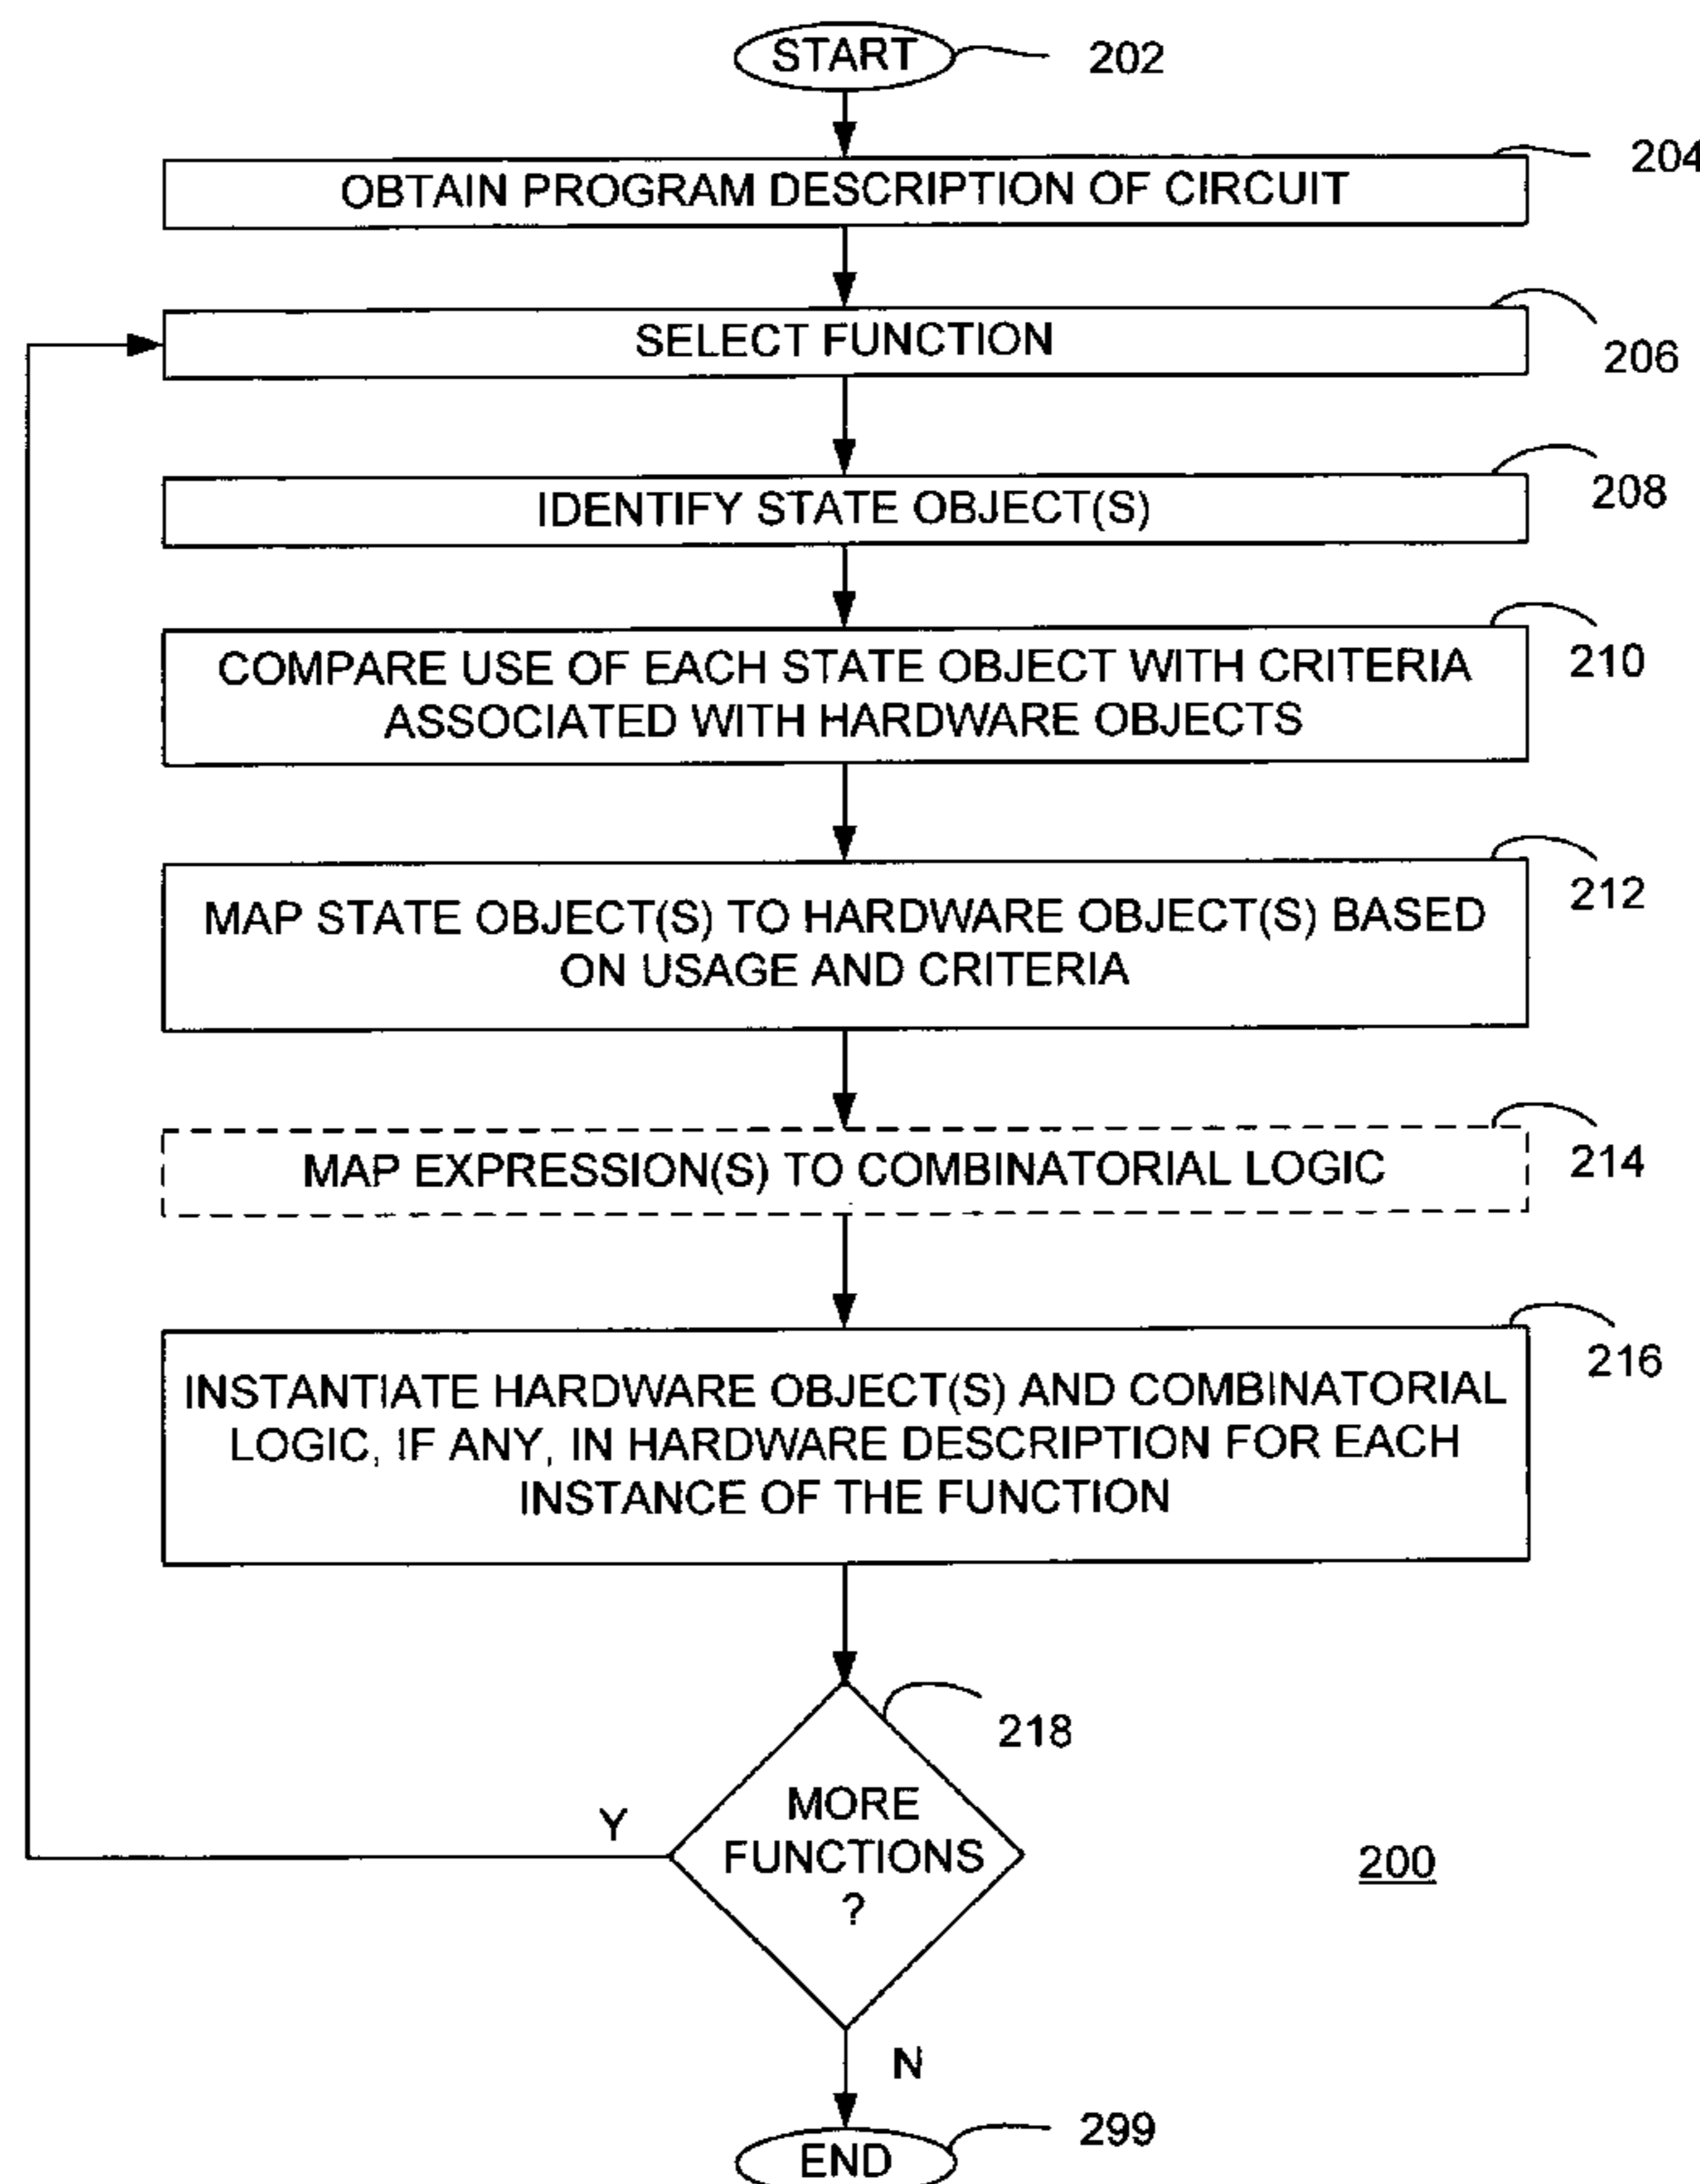 START
202
204
OBTAIN PROGRAM DESCRIPTION OF CIRCUIT
SELECT FUNCTION
206
IDENTIFY STATE OBJECT(S)
208
COMPARE USE OF EACH STATE OBJECT WITH CRITERIA
ASSOCIATED WITH HARDWARE OBJECTS
210
MAP STATE OBJECT(S) TO HARDWARE OBJECT(S) BASED
ON USAGE AND CRITERIA
212
MAP EXPRESSION(S) TO COMBINATORIAL LOGIC
214
INSTANTIATE HARDWARE OBJECT(S) AND COMBINATORIAL
LOGIC, IF ANY, IN HARDWARE DESCRIPTION FOR EACH
INSTANCE OF THE FUNCTION
216
218
MORE
FUNCTIONS
?
Y
200
N
299
END